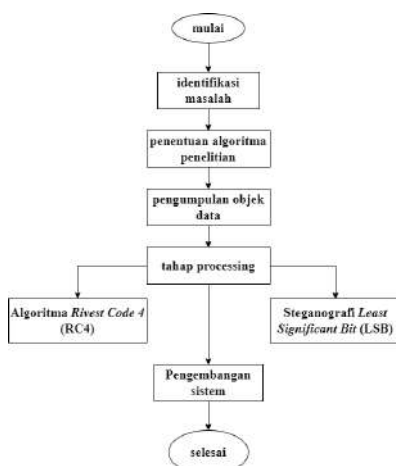 mulai
identifikasi
masalah
penentuan algoritma
penelitian
pengumpulan objek
data
tahap processing
Algoritma Rivest Code 4
(RC4)
Steganografi Least
Significant Bit (LSB)
Pengembangan
sistem
selesai